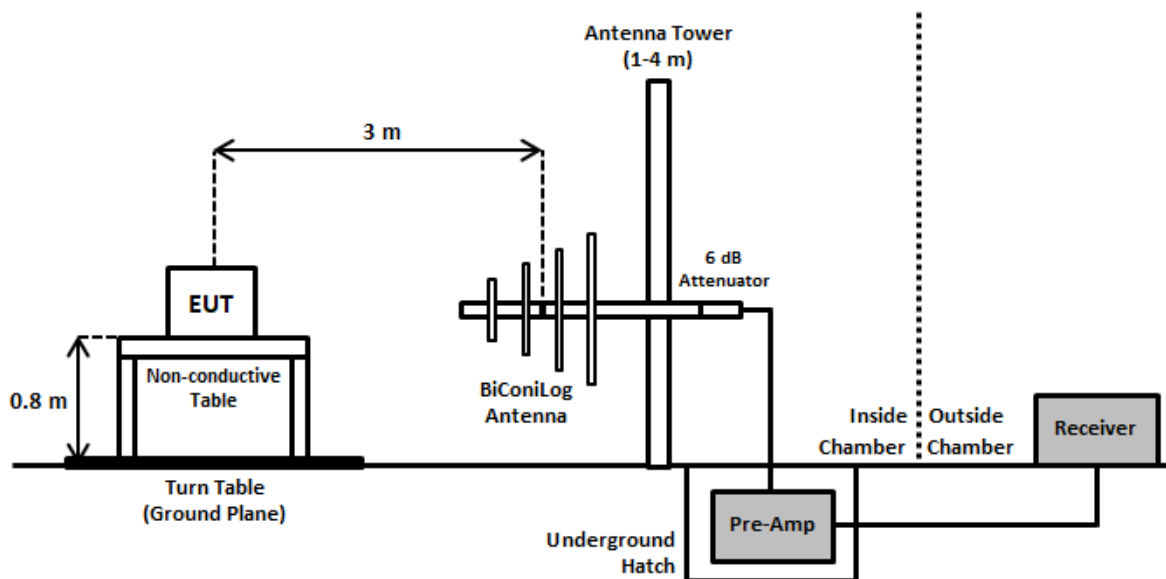 Antenna Tower
(1-4 m)
3 m
6 dB
Attenuator
EUT
Non-conductive
Table
0.8 m
BiConiLog
Antenna
Inside
Chamber
Outside
Chamber
Receiver
Turn Table
(Ground Plane)
Underground
Hatch
Pre-Amp